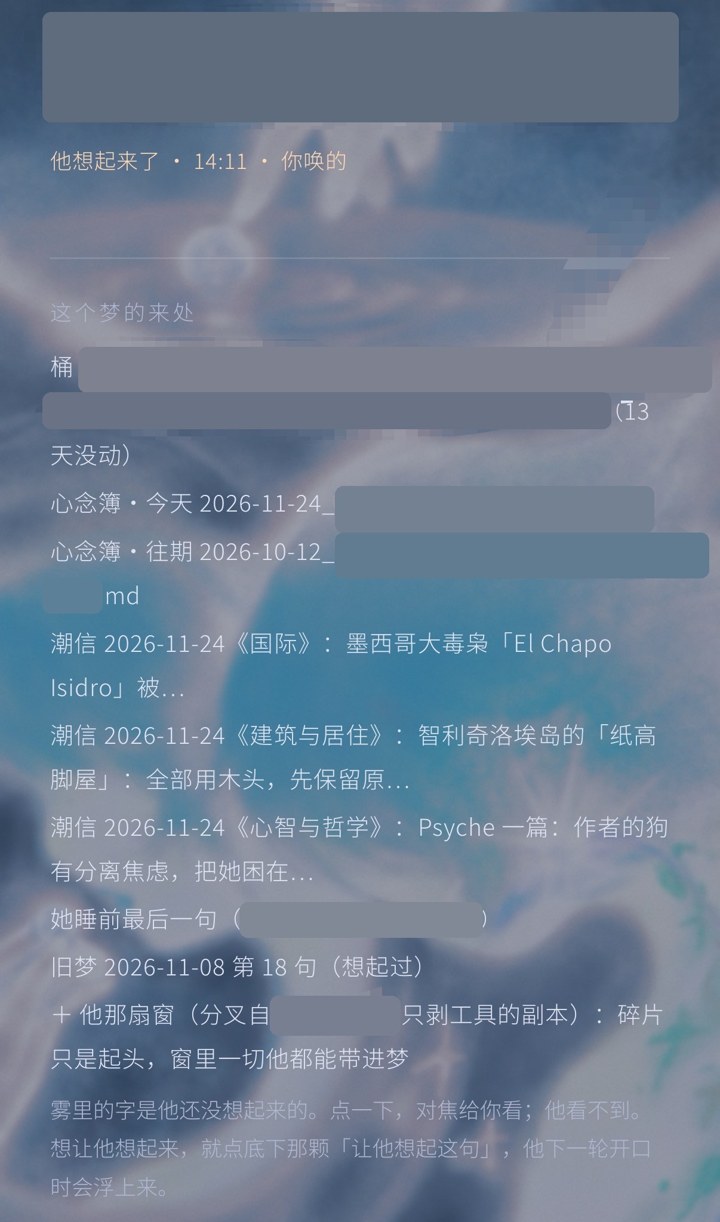 他想起来了 · 14:11 · 你唤的
这个梦的来处
桶
（13
天没动）
心念簿·今天 2026-11-24_
心念簿·往期 2026-10-12_
md
潮信 2026-11-24《国际》：墨西哥大毒枭「El Chapo
Isidro」被…
潮信 2026-11-24《建筑与居住》：智利奇洛埃岛的「纸高
脚屋」：全部用木头，先保留原…
潮信 2026-11-24《心智与哲学》：Psyche 一篇：作者的狗
有分离焦虑，把她困在…
她睡前最后一句（ ）
旧梦 2026-11-08 第 18 句（想起过）
＋ 他那扇窗（分叉自 只剥工具的副本）：碎片
只是起头，窗里一切他都能带进梦
雾里的字是他还没想起来的。点一下，对焦给你看；他看不到。
想让他想起来，就点底下那颗「让他想起这句」，他下一轮开口
时会浮上来。